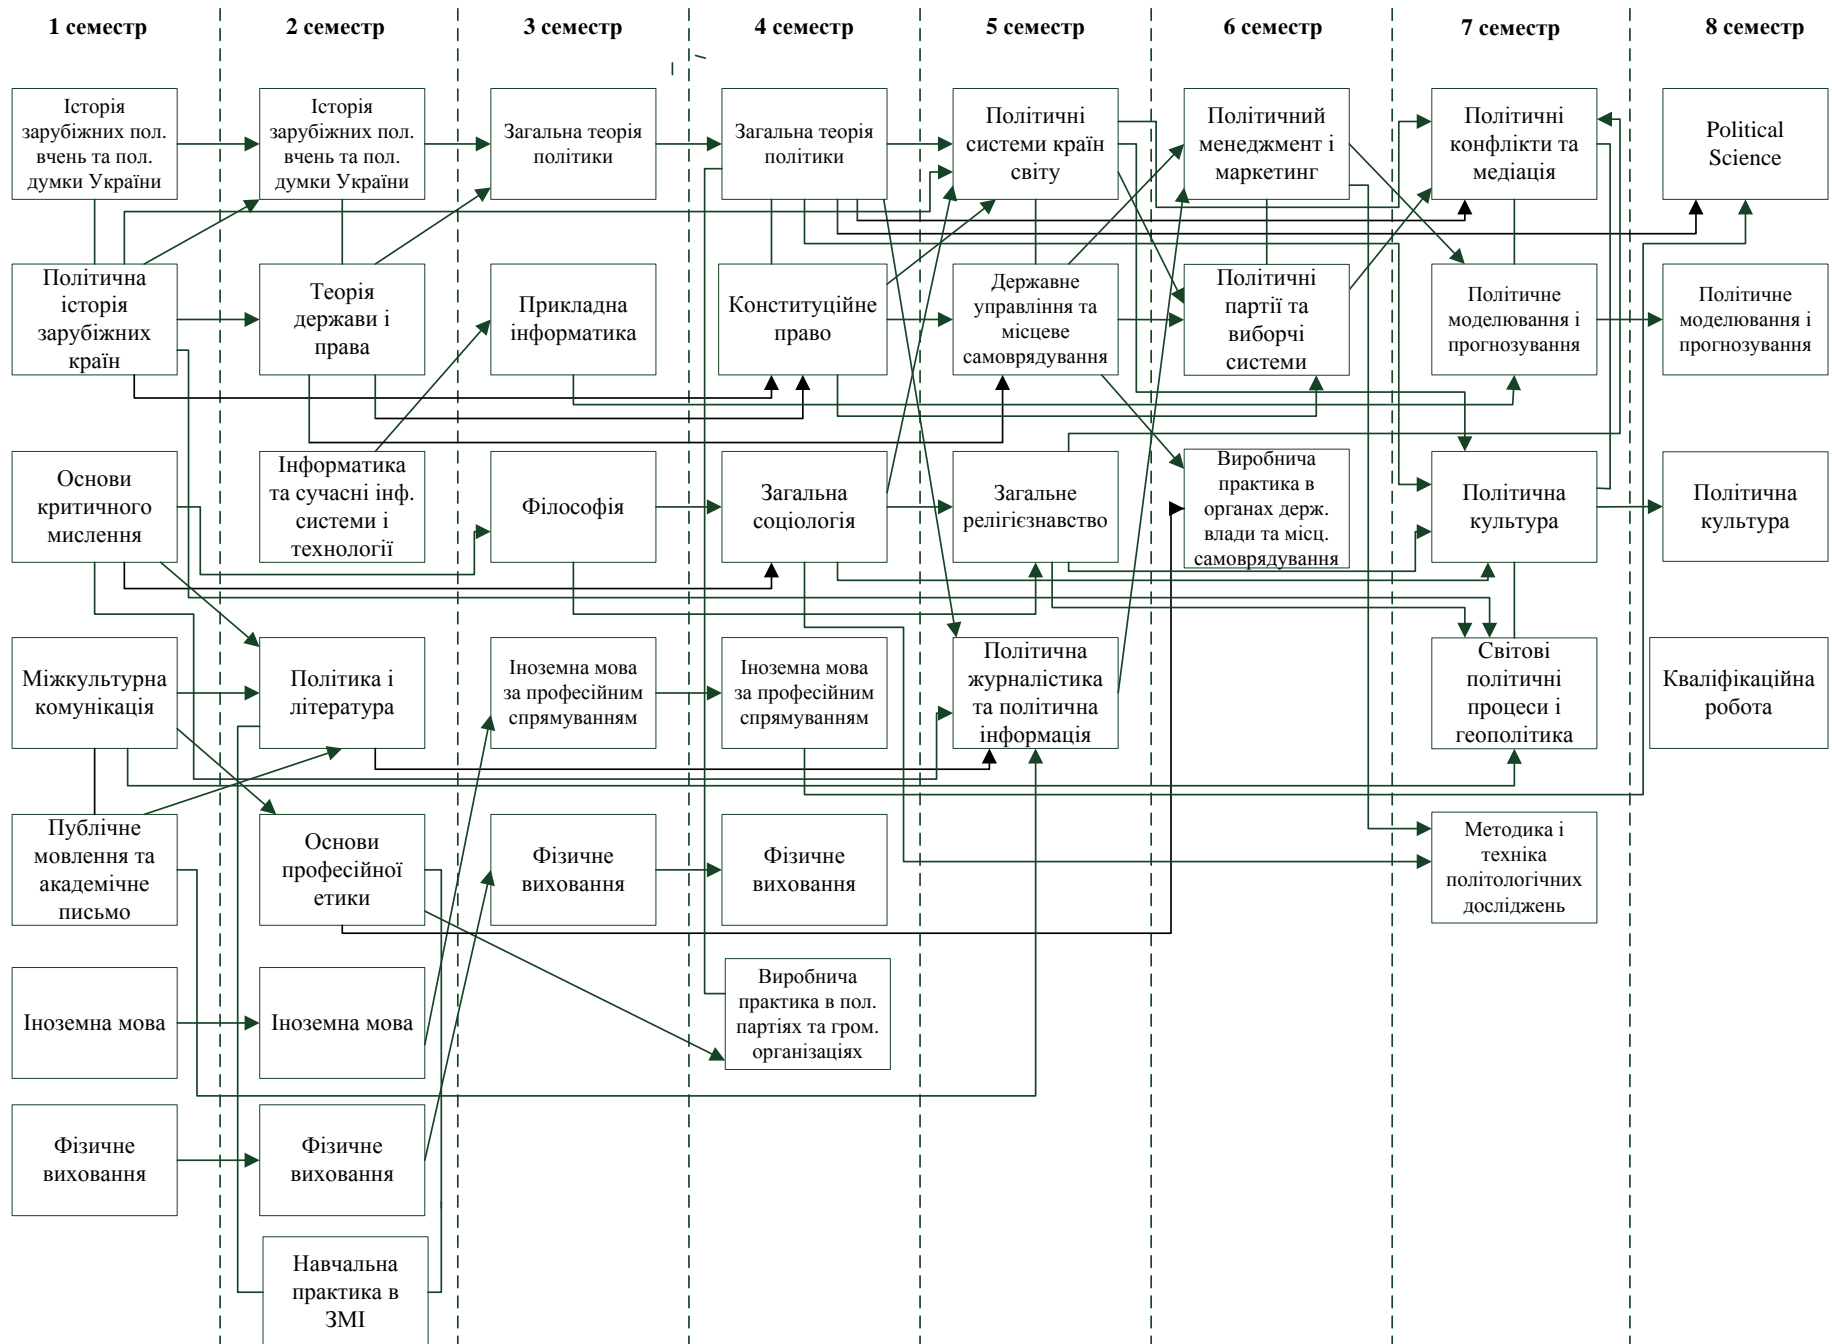 1 семестр
2 семестр
3 семестр
4 семестр
5 семестр
6 семестр
7 семестр
8 семестр
Історія
зарубіжних пол.
вчень та пол.
думки України
Історія
зарубіжних пол.
вчень та пол.
думки України
Загальна теорія
політики
Загальна теорія
політики
Політичні
системи країн
світу
Політичний
менеджмент і
маркетинг
Політичні
конфлікти та
медіація
Political
Science
Політична
історія
зарубіжних
країн
Теорія
держави і
права
Прикладна
інформатика
Конституційне
право
Державне
управління та
місцеве
самоврядування
Політичні
партії та
виборчі
системи
Політичне
моделювання і
прогнозування
Політичне
моделювання і
прогнозування
Основи
критичного
мислення
Інформатика
та сучасні інф.
системи і
технології
Філософія
Загальна
соціологія
Загальне
релігієзнавство
Виробнича
практика в
органах держ.
влади та місц.
самоврядування
Політична
культура
Політична
культура
Міжкультурна
комунікація
Політика і
література
Іноземна мова
за професійним
спрямуванням
Іноземна мова
за професійним
спрямуванням
Політична
журналістика
та політична
інформація
Світові
політичні
процеси і
геополітика
Кваліфікаційна
робота
Публічне
мовлення та
академічне
письмо
Основи
професійної
етики
Фізичне
виховання
Фізичне
виховання
Методика і
техніка
політологічних
досліджень
Іноземна мова
Іноземна мова
Виробнича
практика в пол.
партіях та гром.
організаціях
Фізичне
виховання
Фізичне
виховання
Навчальна
практика в
ЗМІ